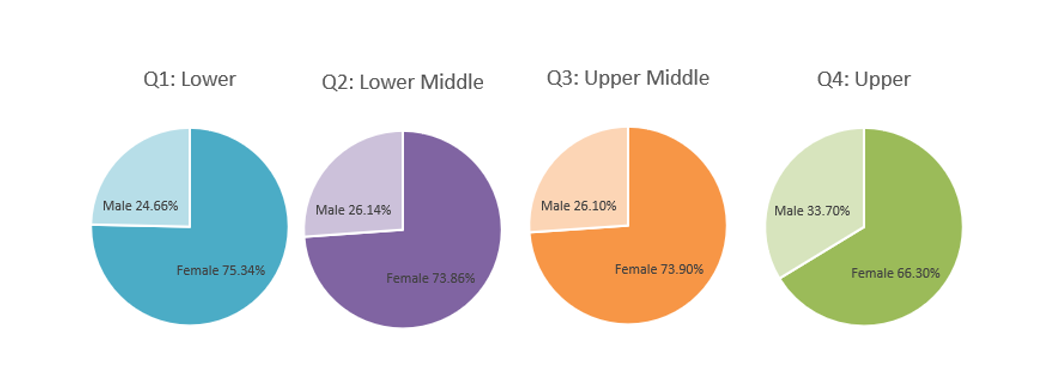 Q1: Lower
Q2: Lower Middle
Q3: Upper Middle
Q4: Upper
Male 24.66%
Female 75.34%
Male 26.14%
Female 73.86%
Male 26.10%
Female 73.90%
Male 33.70%
Female 66.30%